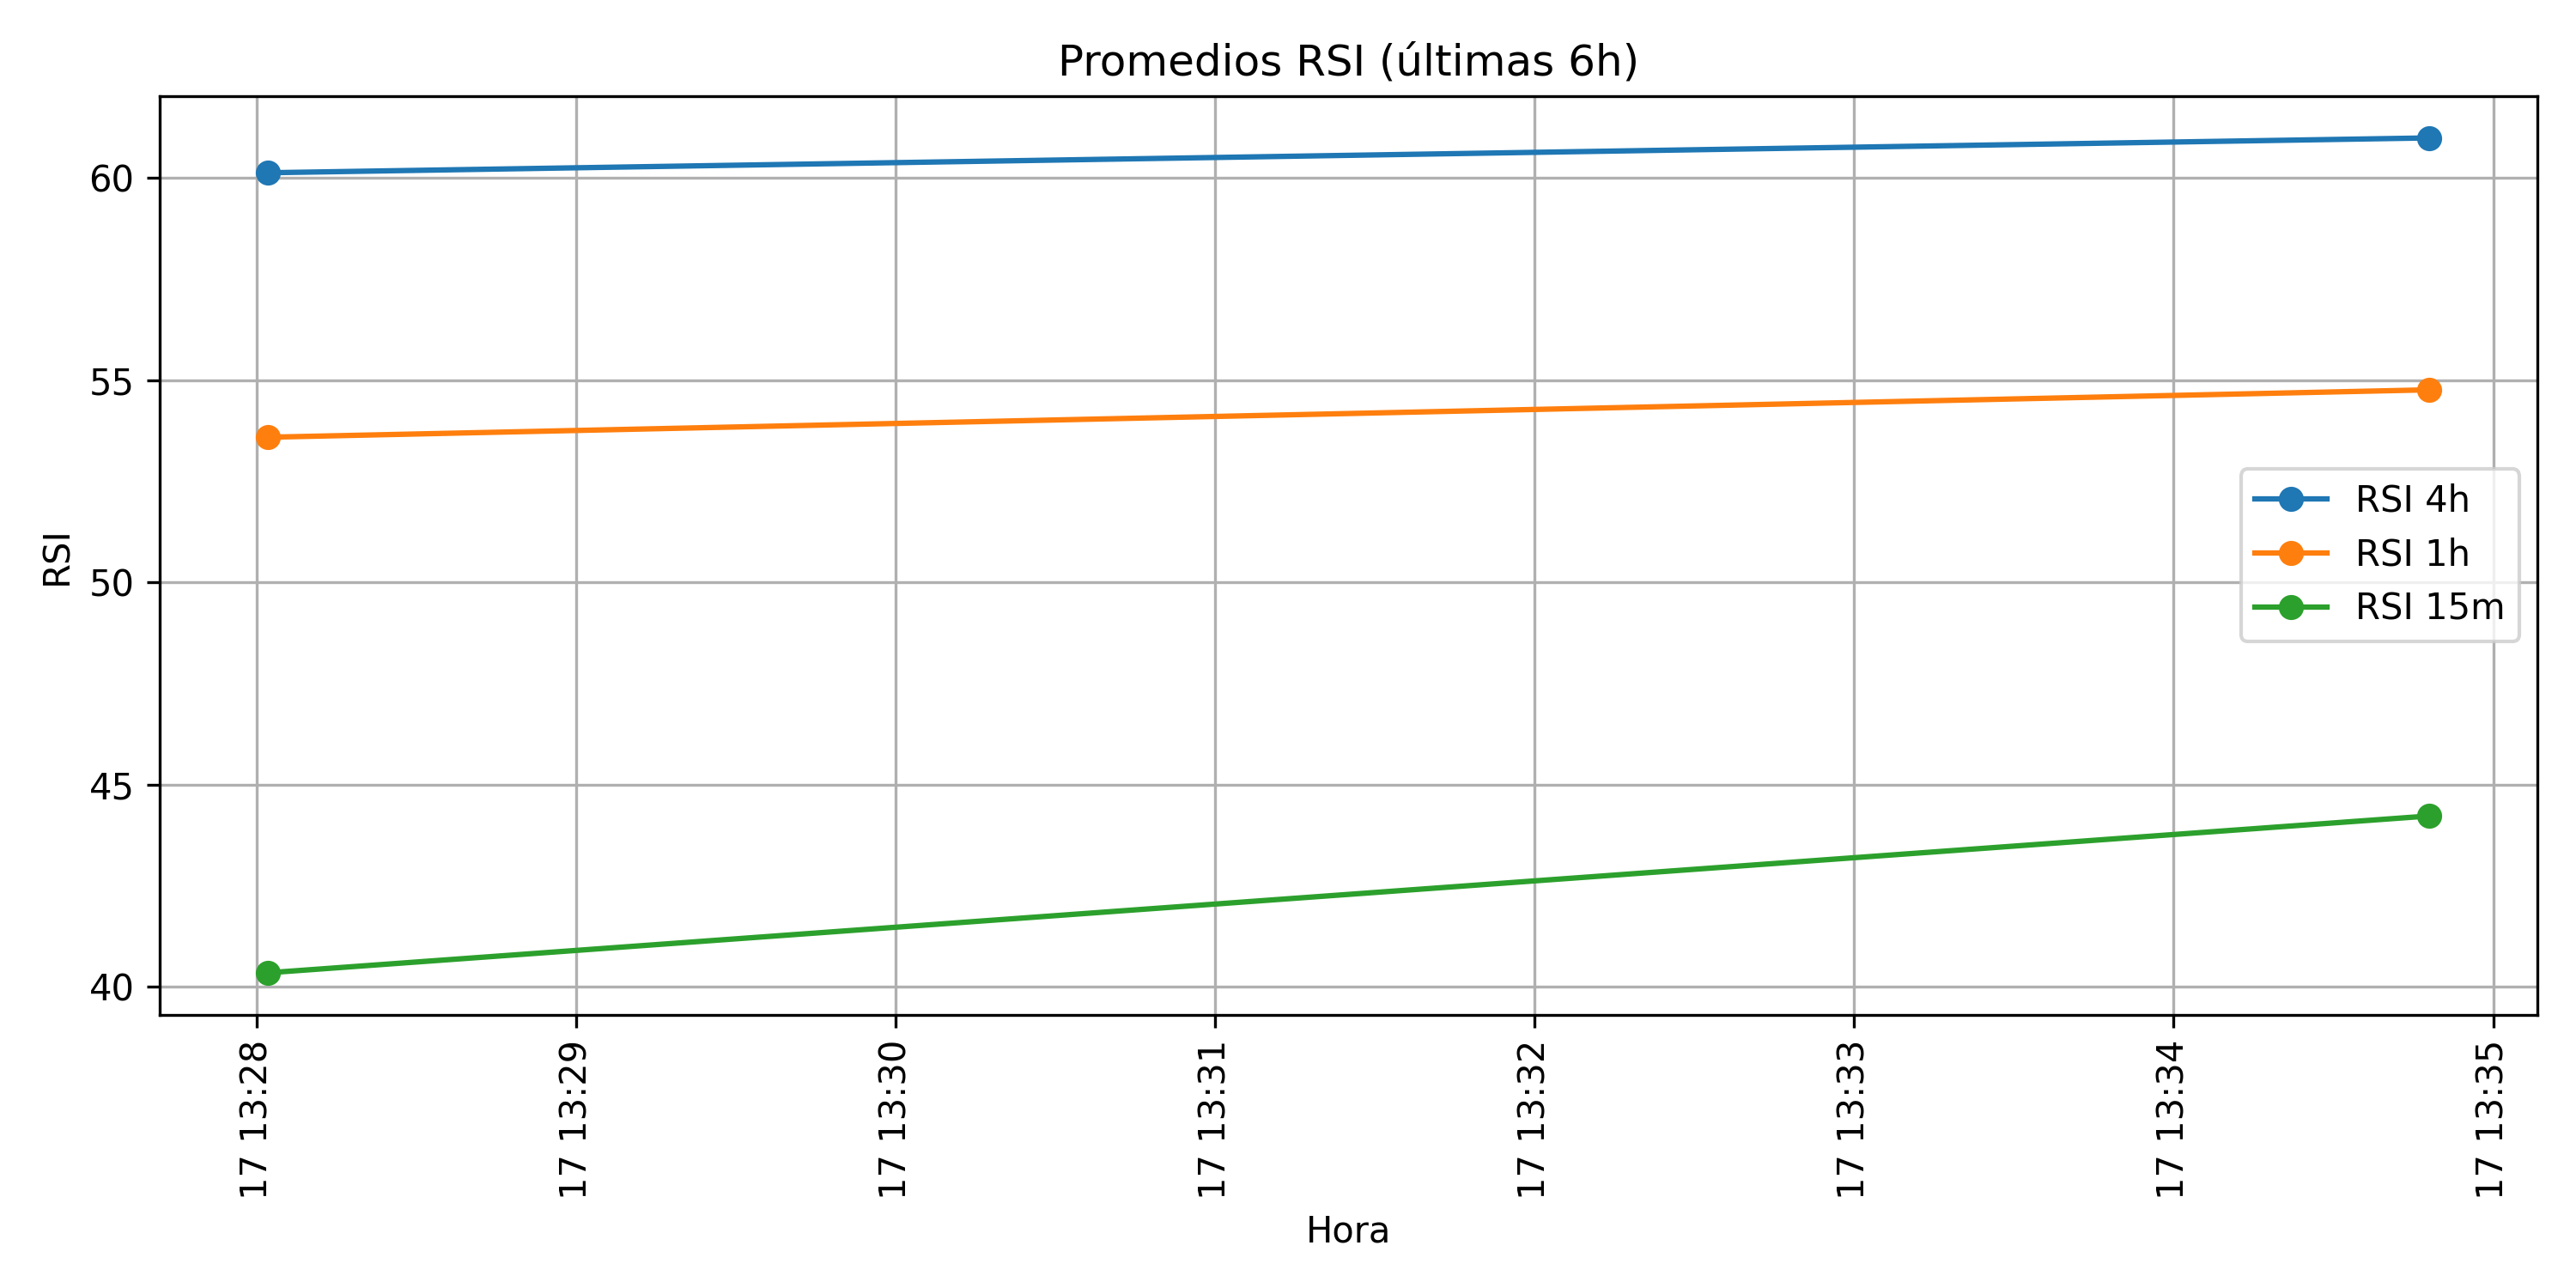 Promedios RSI (últimas 6h)
RSI
60
55
50
45
40
RSI 4h
RSI 1h
RSI 15m
17 13:28
17 13:29
17 13:30
17 13:31
17 13:32
17 13:33
17 13:34
17 13:35
Hora